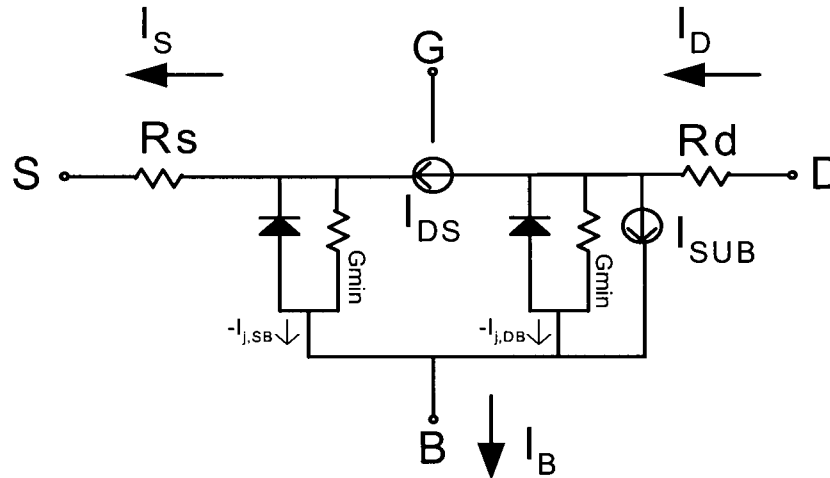 I_S
G
I_D
Rs
Rd
S
D
I_DS
I_SUB
Gmin
Gmin
-I_j,SB
-I_j,DB
B
I_B